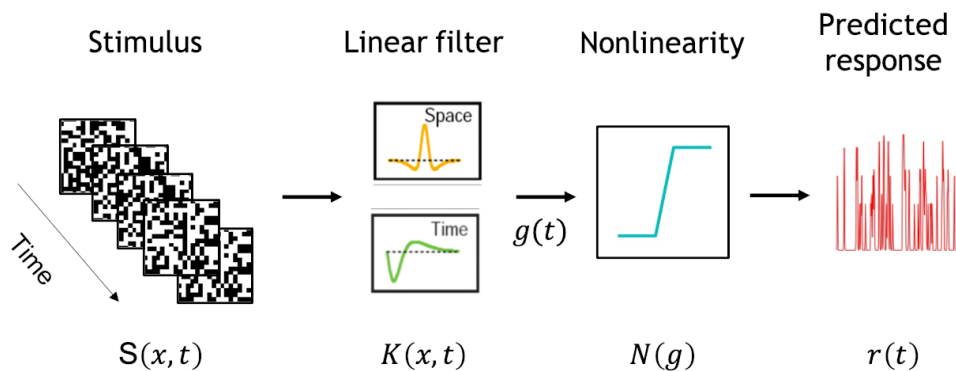 Stimulus
Linear filter
Nonlinearity
Predicted
response
Space
Time
Time
g(t)
S(x, t)
K(x, t)
N(g)
r(t)